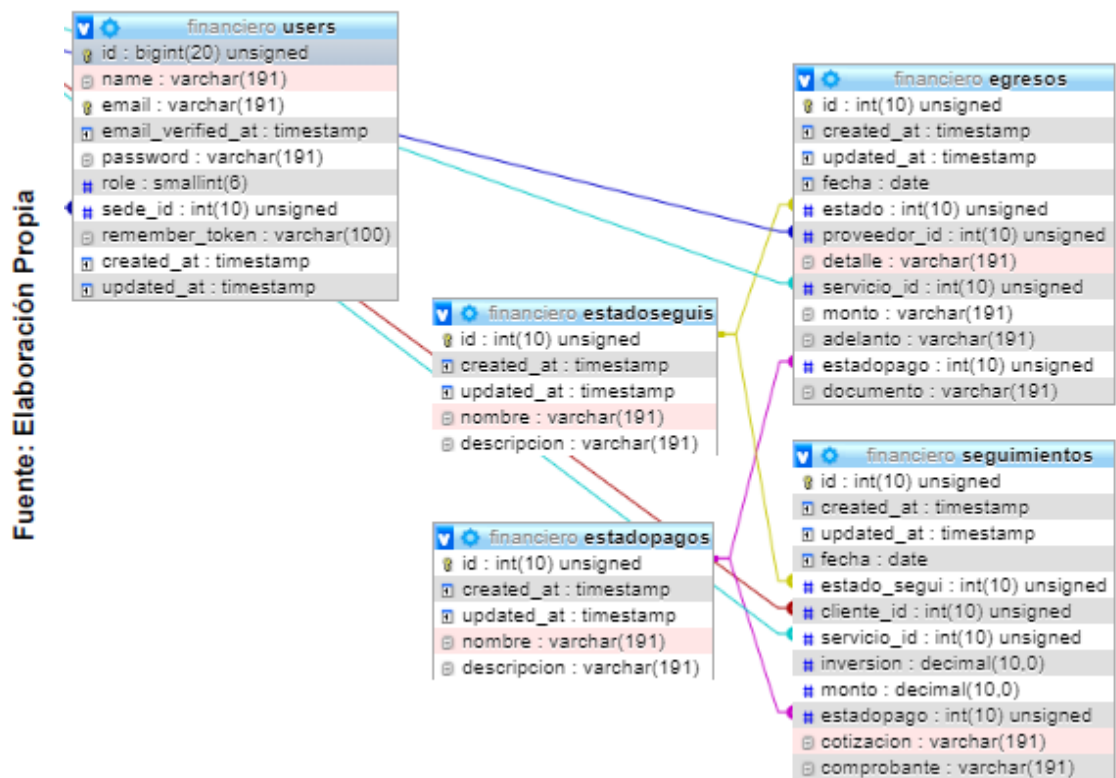 Fuente: Elaboración Propia
financiero users
id : bigint(20) unsigned
name : varchar(191)
email : varchar(191)
email_verified_at : timestamp
password : varchar(191)
role : smallint(6)
sede_id : int(10) unsigned
remember_token : varchar(100)
created_at : timestamp
updated_at : timestamp
financiero estadoseguis
id : int(10) unsigned
created_at : timestamp
updated_at : timestamp
nombre : varchar(191)
descripcion : varchar(191)
financiero estadopagos
id : int(10) unsigned
created_at : timestamp
updated_at : timestamp
nombre : varchar(191)
descripcion : varchar(191)
financiero egresos
id : int(10) unsigned
created_at : timestamp
updated_at : timestamp
fecha : date
estado : int(10) unsigned
proveedor_id : int(10) unsigned
detalle : varchar(191)
servicio_id : int(10) unsigned
monto : varchar(191)
adelanto : varchar(191)
estadopago : int(10) unsigned
documento : varchar(191)
financiero seguimientos
id : int(10) unsigned
created_at : timestamp
updated_at : timestamp
fecha : date
estado_segui : int(10) unsigned
cliente_id : int(10) unsigned
servicio_id : int(10) unsigned
inversion : decimal(10,0)
monto : decimal(10,0)
estadopago : int(10) unsigned
cotizacion : varchar(191)
comprobante : varchar(191)